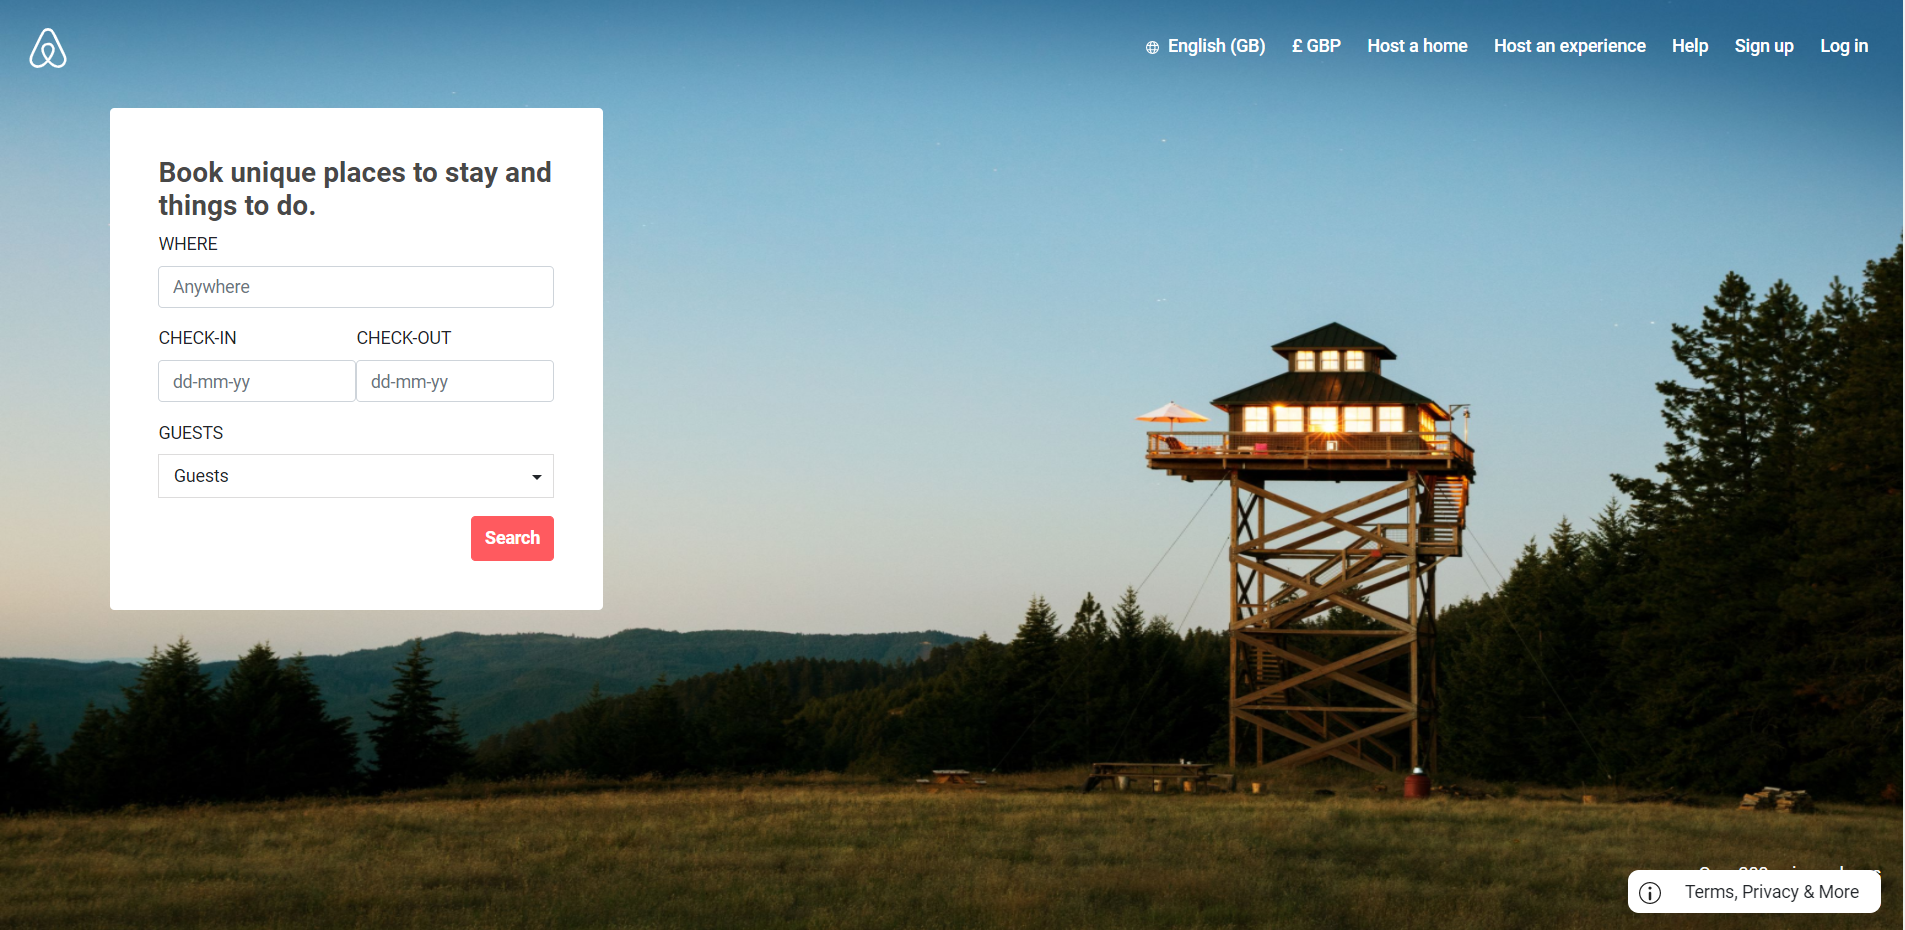 English (GB) £ GBP Host a home Host an experience Help Sign up Log in
Book unique places to stay and
things to do.
WHERE
Anywhere
CHECK-IN CHECK-OUT
dd-mm-yy dd-mm-yy
GUESTS
Guests
Search
Terms, Privacy & More